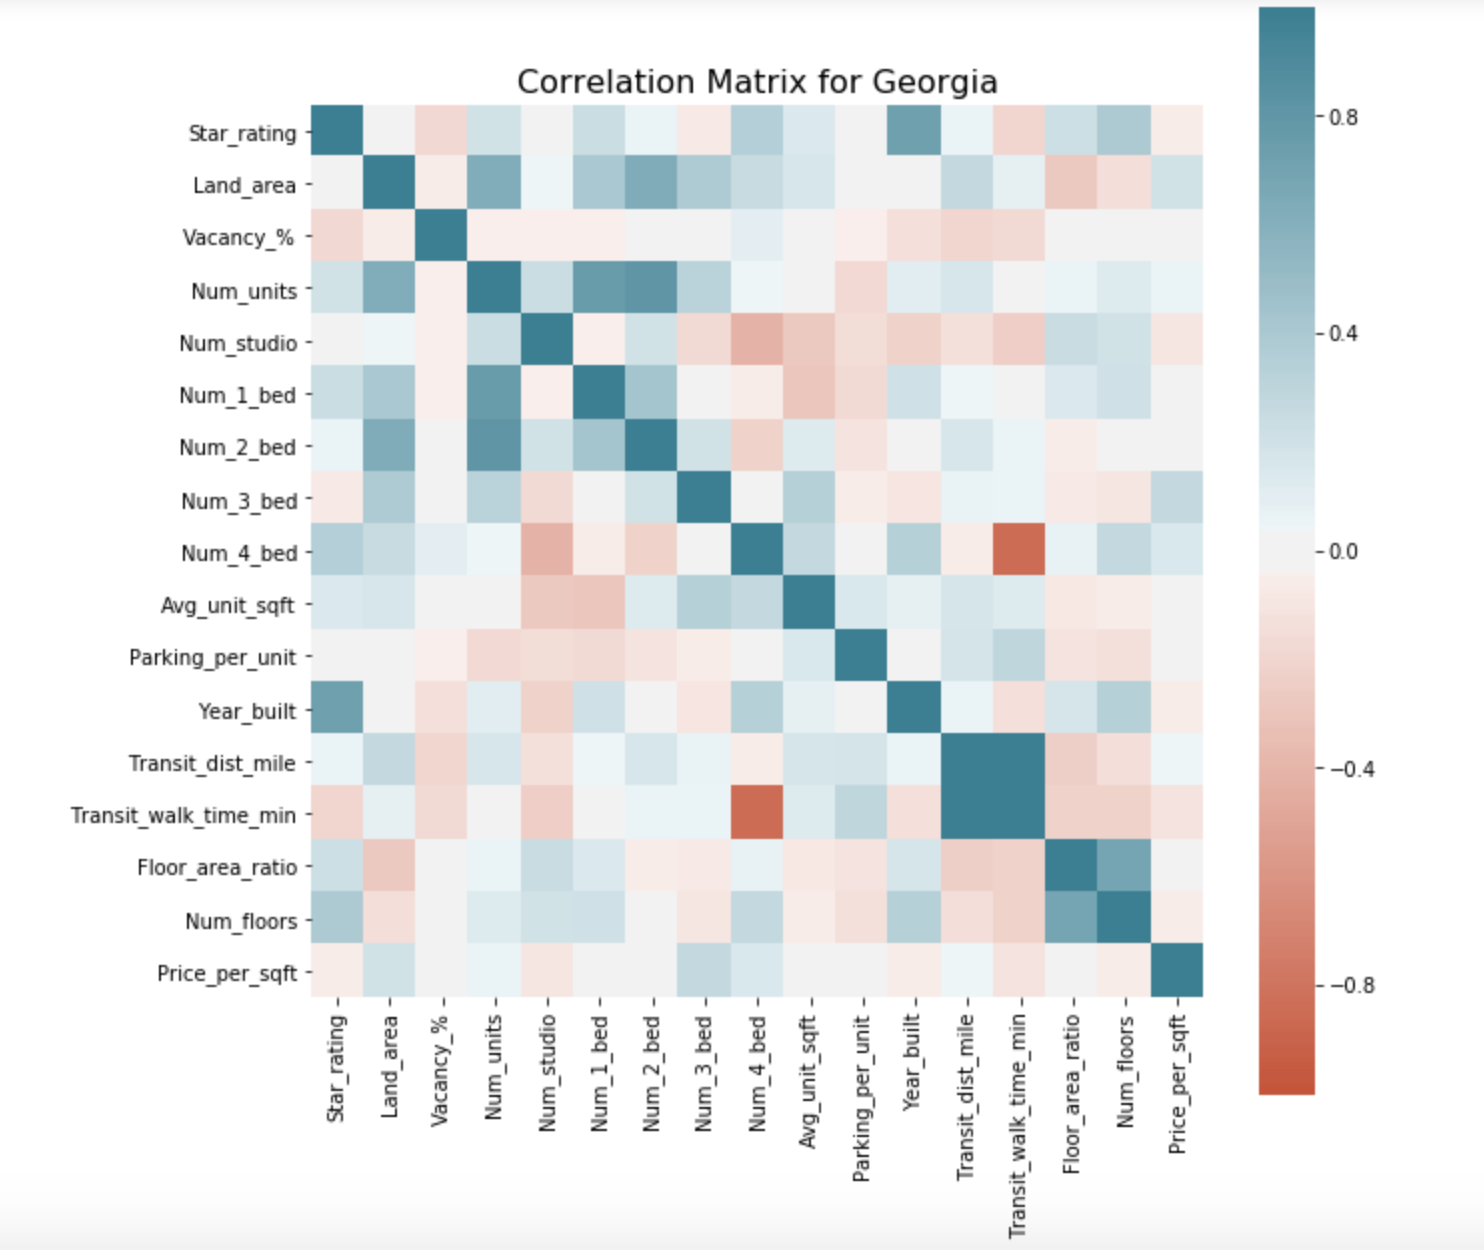 Correlation Matrix for Georgia
Star_rating
Land_area
Vacancy_%
Num_units
Num_studio
Num_1_bed
Num_2_bed
Num_3_bed
Num_4_bed
Avg_unit_sqft
Parking_per_unit
Year_built
Transit_dist_mile
Transit_walk_time_min
Floor_area_ratio
Num_floors
Price_per_sqft
Star_rating
Land_area
Vacancy_%
Num_units
Num_studio
Num_1_bed
Num_2_bed
Num_3_bed
Num_4_bed
Avg_unit_sqft
Parking_per_unit
Year_built
Transit_dist_mile
Transit_walk_time_min
Floor_area_ratio
Num_floors
Price_per_sqft
0.8
0.4
0.0
−0.4
−0.8